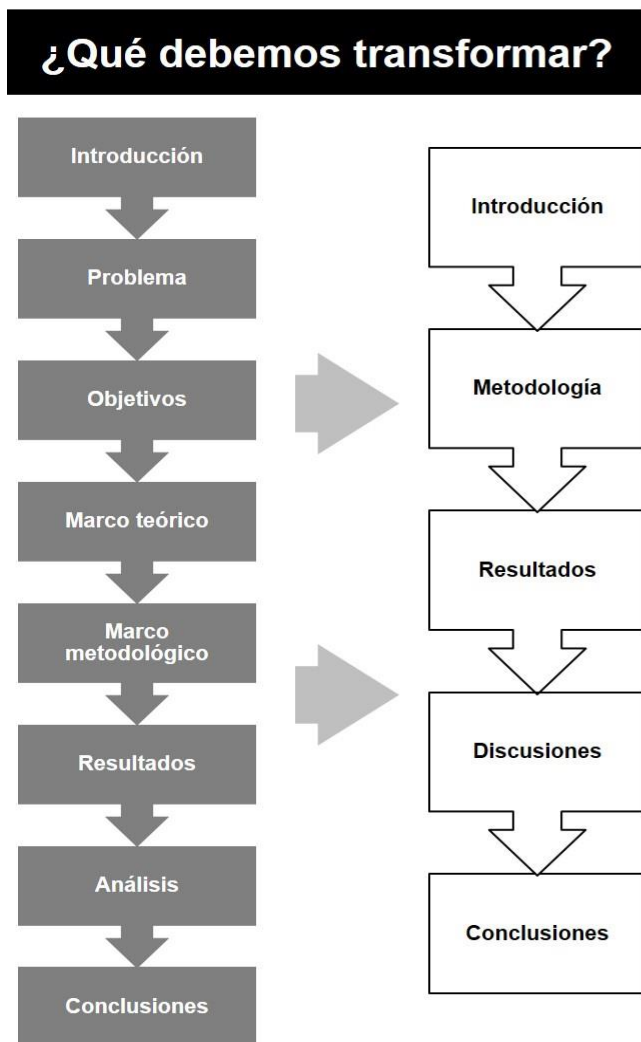 ¿Qué debemos transformar?
Introducción
Problema
Objetivos
Marco teórico
Marco
metodológico
Resultados
Análisis
Conclusiones
Introducción
Metodología
Resultados
Discusiones
Conclusiones